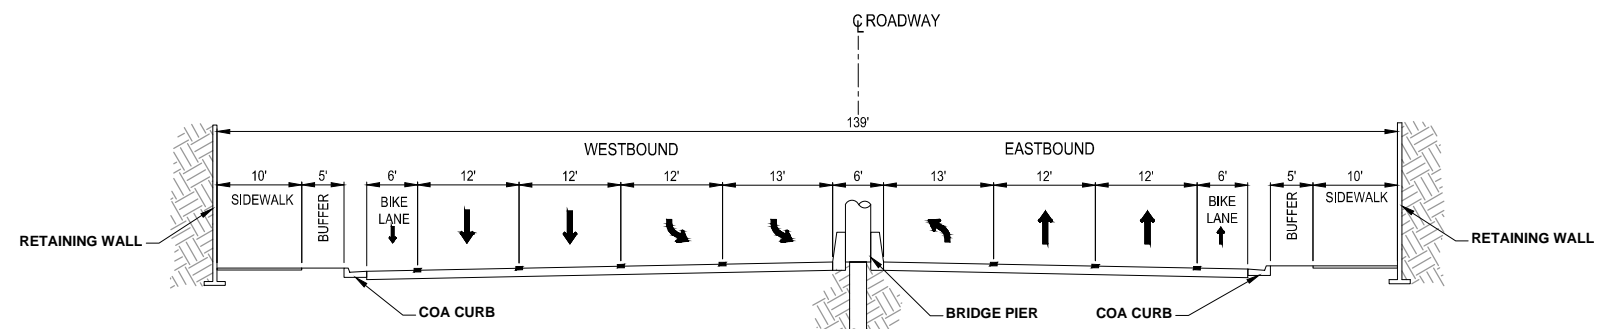 ℄ ROADWAY
139'
WESTBOUND
EASTBOUND
10'
5'
6'
12'
12'
12'
13'
6'
13'
12'
12'
6'
5'
10'
SIDEWALK
BUFFER
BIKE
LANE
BIKE
LANE
BUFFER
SIDEWALK
RETAINING WALL
RETAINING WALL
COA CURB
BRIDGE PIER
COA CURB